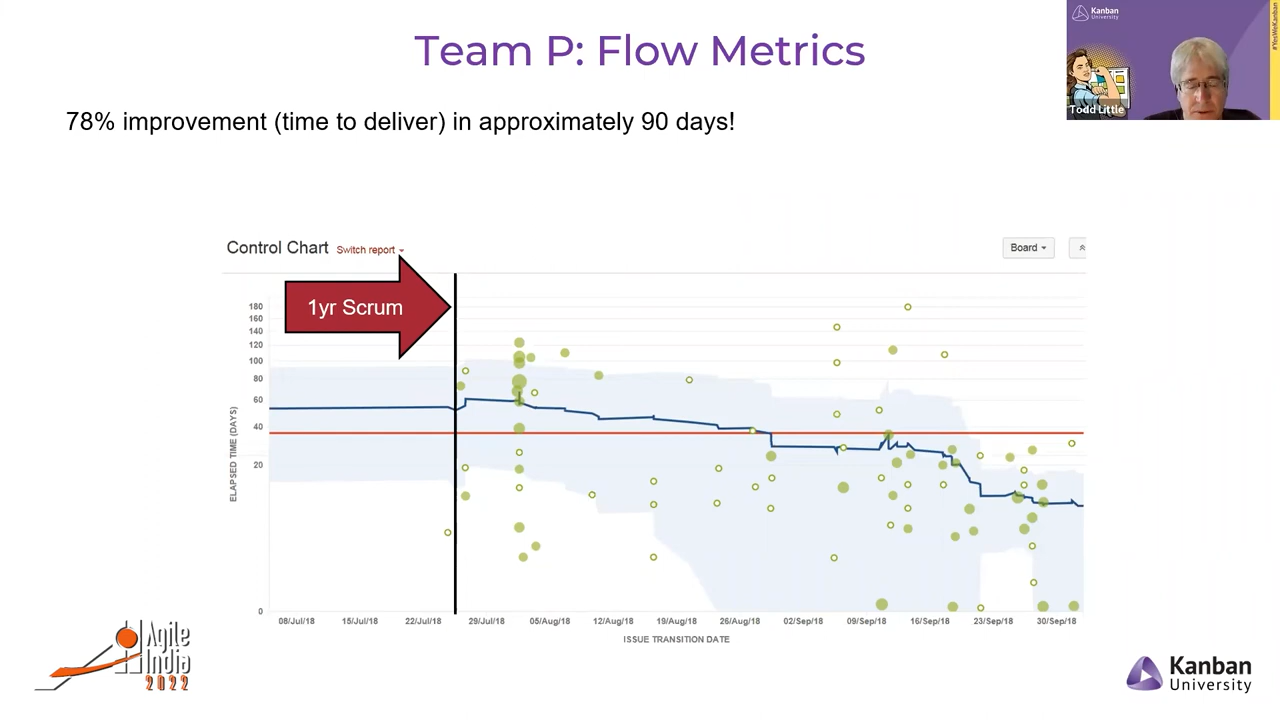 Team P: Flow Metrics
Kanban
University
#YesWeKanban
Todd Little
78% improvement (time to deliver) in approximately 90 days!
Control Chart
Switch report
Board
1yr Scrum
180
160
140
120
100
80
60
40
20
0
ELAPSED TIME (DAYS)
08/Jul/18
15/Jul/18
22/Jul/18
29/Jul/18
05/Aug/18
12/Aug/18
19/Aug/18
26/Aug/18
02/Sep/18
09/Sep/18
16/Sep/18
23/Sep/18
30/Sep/18
ISSUE TRANSITION DATE
Agile
India
2022
Kanban
University